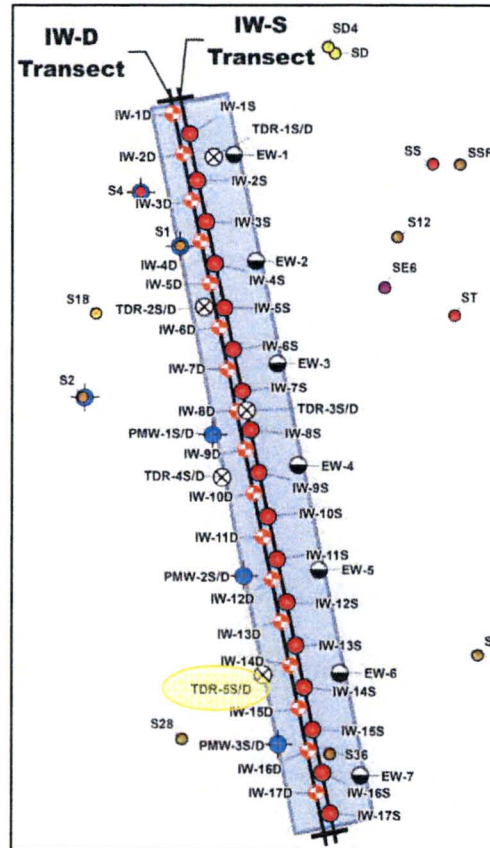 IW-D
Transect
IW-S
Transect
SD4
SD
IW-1D
IW-1S
TDR-1S/D
IW-2D
EW-1
SS
SSF
IW-2S
S4
IW-3D
IW-3S
S12
S1
IW-4D
EW-2
IW-4S
IW-5D
SE6
S18
TDR-2S/D
IW-5S
ST
IW-6D
IW-6S
IW-7D
EW-3
S2
IW-7S
IW-8D
TDR-3S/D
PMW-1S/D
IW-8S
IW-9D
EW-4
TDR-4S/D
IW-9S
IW-10D
IW-10S
IW-11D
IW-11S
EW-5
PMW-2S/D
IW-12D
IW-12S
IW-13D
IW-13S
S
IW-14D
EW-6
TDR-5S/D
IW-14S
IW-15D
S28
IW-15S
PMW-3S/D
S36
IW-16D
EW-7
IW-16S
IW-17D
IW-17S